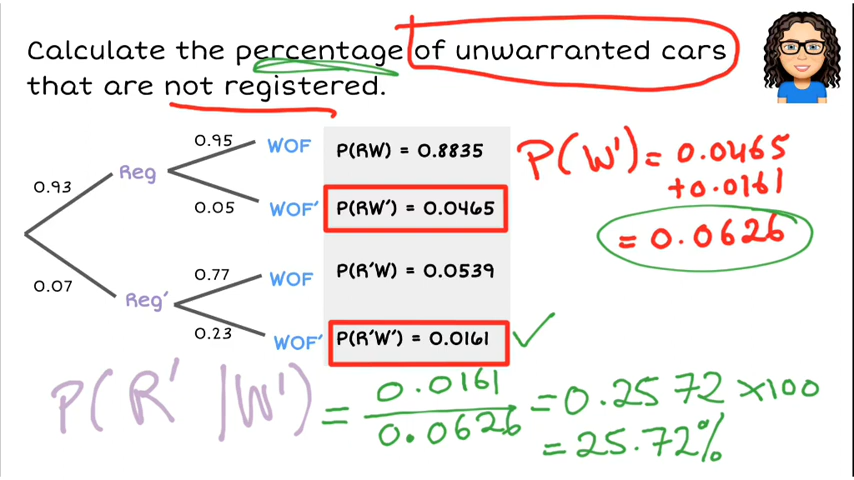 Calculate the percentage of unwarranted cars
that are not registered.
0.93
0.07
Reg
Reg′
0.95
0.05
0.77
0.23
WOF
WOF′
WOF
WOF′
P(RW) = 0.8835
P(RW′) = 0.0465
P(R′W) = 0.0539
P(R′W′) = 0.0161
P(W') = 0.0465
+0.0161
= 0.0626
P(R' /W') = 0.0161 / 0.0626 = 0.2572 ×100
= 25.72%